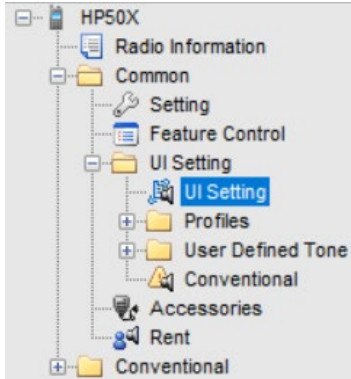 HP50X
Radio Information
Common
Setting
Feature Control
UI Setting
UI Setting
Profiles
User Defined Tone
Conventional
Accessories
Rent
Conventional